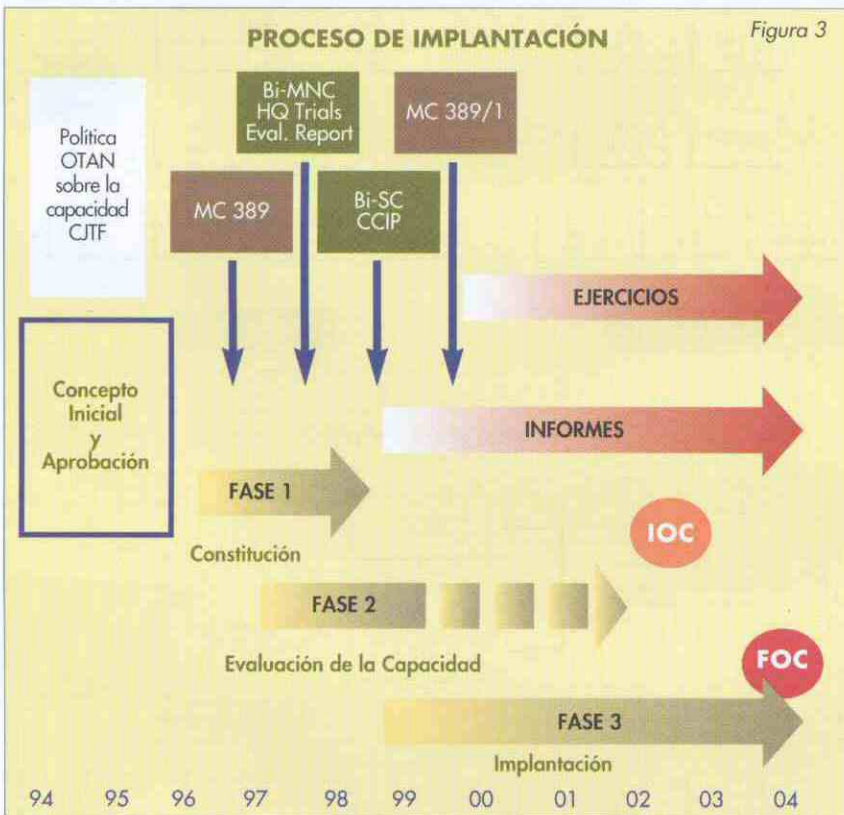 Figura 3
PROCESO DE IMPLANTACIÓN
Política
OTAN
sobre la
capacidad
CJTF
Bi-MNC
HQ Trials
Eval. Report
MC 389/1
MC 389
Bi-SC
CCIP
EJERCICIOS
Concepto
Inicial
y
Aprobación
INFORMES
FASE 1
Constitución
IOC
FASE 2
Evaluación de la Capacidad
FOC
FASE 3
Implantación
94 95 96 97 98 99 00 01 02 03 04